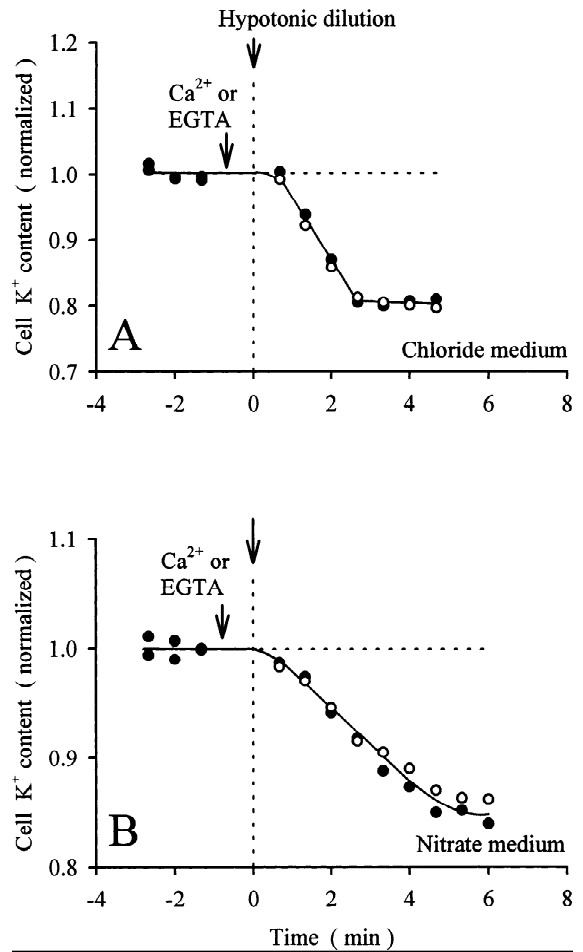 Hypotonic dilution
1.2
Ca²⁺ or
EGTA
1.1
1.0
0.9
0.8
0.7
Cell K⁺ content ( normalized )
A
Chloride medium
-4 -2 0 2 4 6 8
1.1
Ca²⁺ or
EGTA
1.0
0.9
0.8
Cell K⁺ content ( normalized )
B
Nitrate medium
-4 -2 0 2 4 6 8
Time ( min )